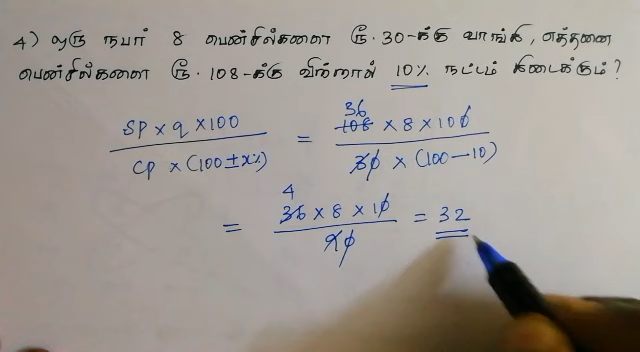 4) ஒரு நபர் 8 பென்சில்களை ரூ. 30-க்கு வாங்கி, எத்தனை
பென்சில்களை ரூ. 108-க்கு விற்றால் 10% நட்டம் கிடைக்கும்?
SP × q × 100 / CP × (100 ± x%) = 36 108 × 8 × 100 / 30 × (100 – 10)
= 4 36 × 8 × 10 / 90 = 32